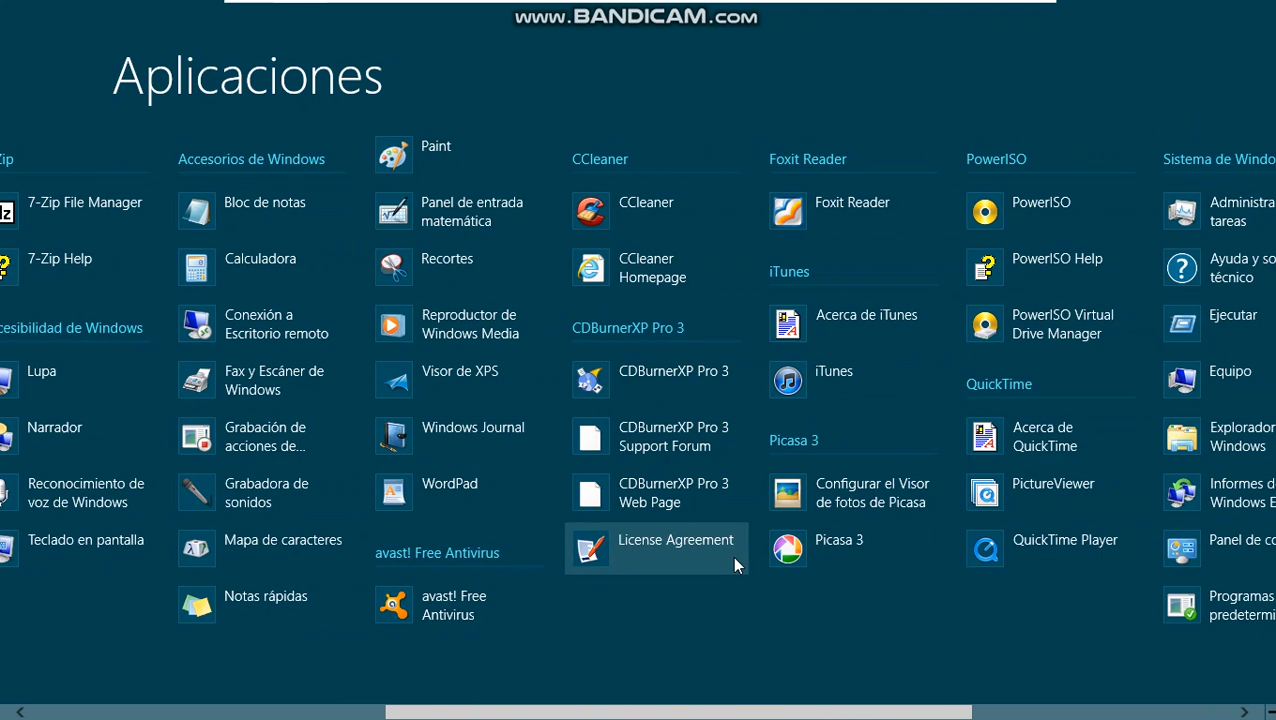 www.BANDICAM.com
Aplicaciones
Zip
7-Zip File Manager
7-Zip Help
cesibilidad de Windows
Lupa
Narrador
Reconocimiento de
voz de Windows
Teclado en pantalla
Accesorios de Windows
Bloc de notas
Calculadora
Conexión a
Escritorio remoto
Fax y Escáner de
Windows
Grabación de
acciones de...
Grabadora de
sonidos
Mapa de caracteres
Notas rápidas
Paint
Panel de entrada
matemática
Recortes
Reproductor de
Windows Media
Visor de XPS
Windows Journal
WordPad
avast! Free Antivirus
avast! Free
Antivirus
CCleaner
CCleaner
CCleaner
Homepage
CDBurnerXP Pro 3
CDBurnerXP Pro 3
CDBurnerXP Pro 3
Support Forum
CDBurnerXP Pro 3
Web Page
License Agreement
Foxit Reader
Foxit Reader
iTunes
Acerca de iTunes
iTunes
Picasa 3
Configurar el Visor
de fotos de Picasa
Picasa 3
PowerISO
PowerISO
PowerISO Help
PowerISO Virtual
Drive Manager
QuickTime
Acerca de
QuickTime
PictureViewer
QuickTime Player
Sistema de Windo
Administra
tareas
Ayuda y so
técnico
Ejecutar
Equipo
Explorador
Windows
Informes de
Windows E
Panel de co
Programas
predetermi